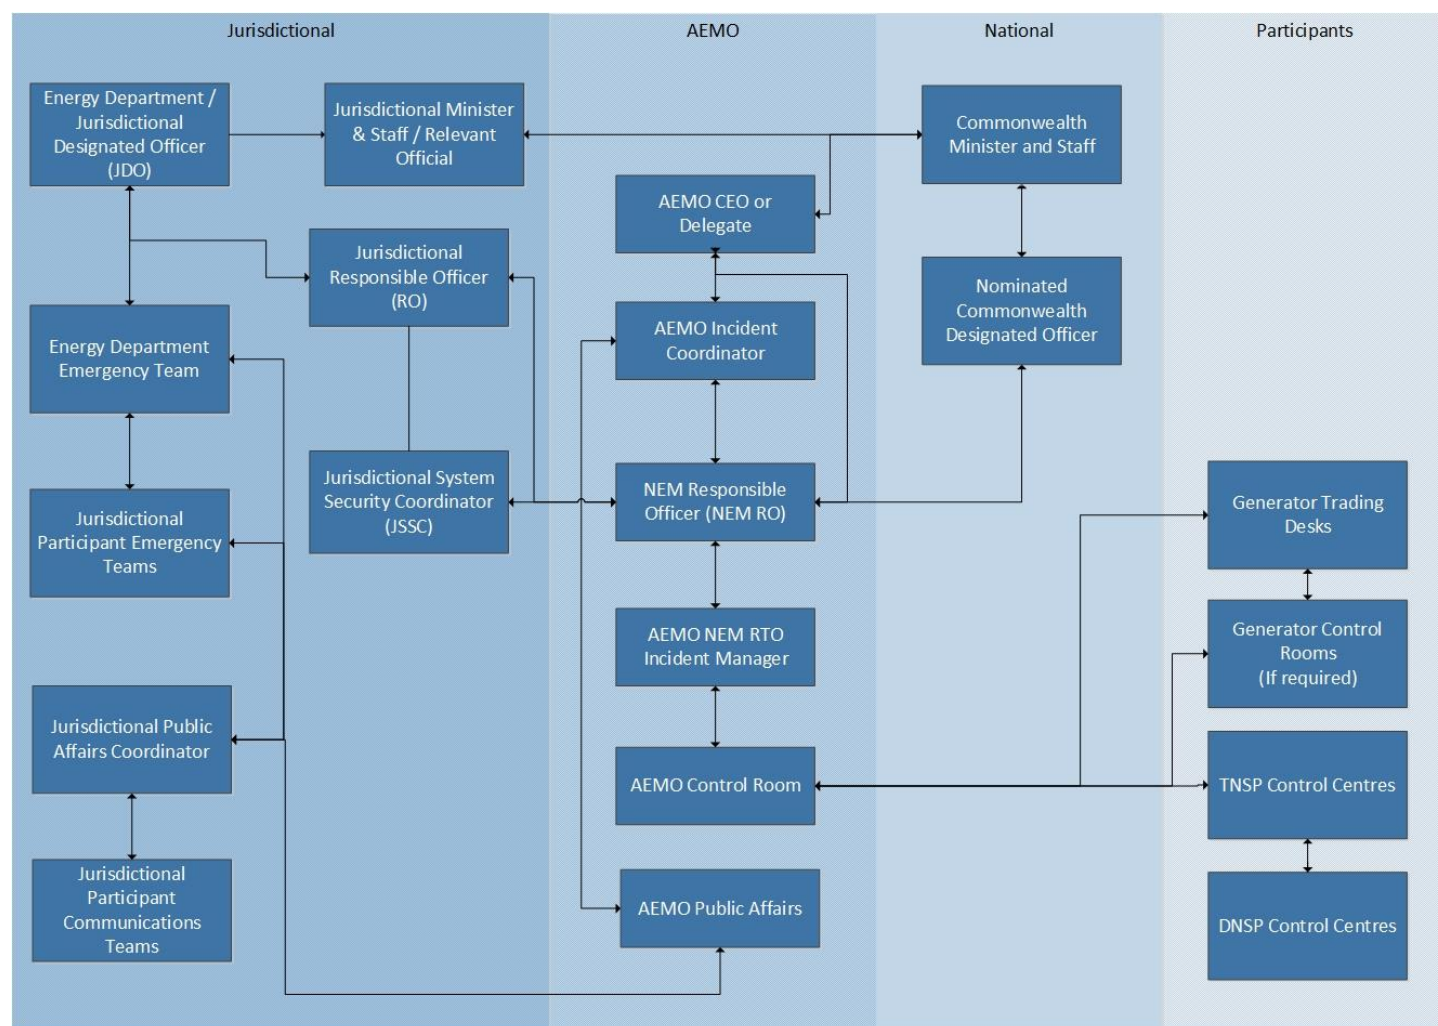 Jurisdictional
AEMO
National
Participants
Energy Department /
Jurisdictional
Designated Officer
(JDO)
Jurisdictional Minister
& Staff / Relevant
Official
Commonwealth
Minister and Staff
AEMO CEO or
Delegate
Jurisdictional
Responsible Officer
(RO)
Nominated
Commonwealth
Designated Officer
Energy Department
Emergency Team
AEMO Incident
Coordinator
Jurisdictional System
Security Coordinator
(JSSC)
NEM Responsible
Officer (NEM RO)
Generator Trading
Desks
Jurisdictional
Participant Emergency
Teams
AEMO NEM RTO
Incident Manager
Generator Control
Rooms
(If required)
Jurisdictional Public
Affairs Coordinator
AEMO Control Room
TNSP Control Centres
Jurisdictional
Participant
Communications
Teams
AEMO Public Affairs
DNSP Control Centres